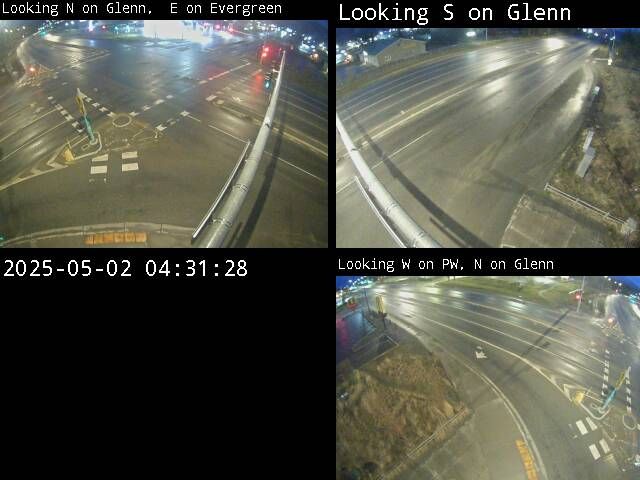 Looking N on Glenn, E on Evergreen
Looking S on Glenn
2025-05-02 04:31:28
Looking W on PW, N on Glenn